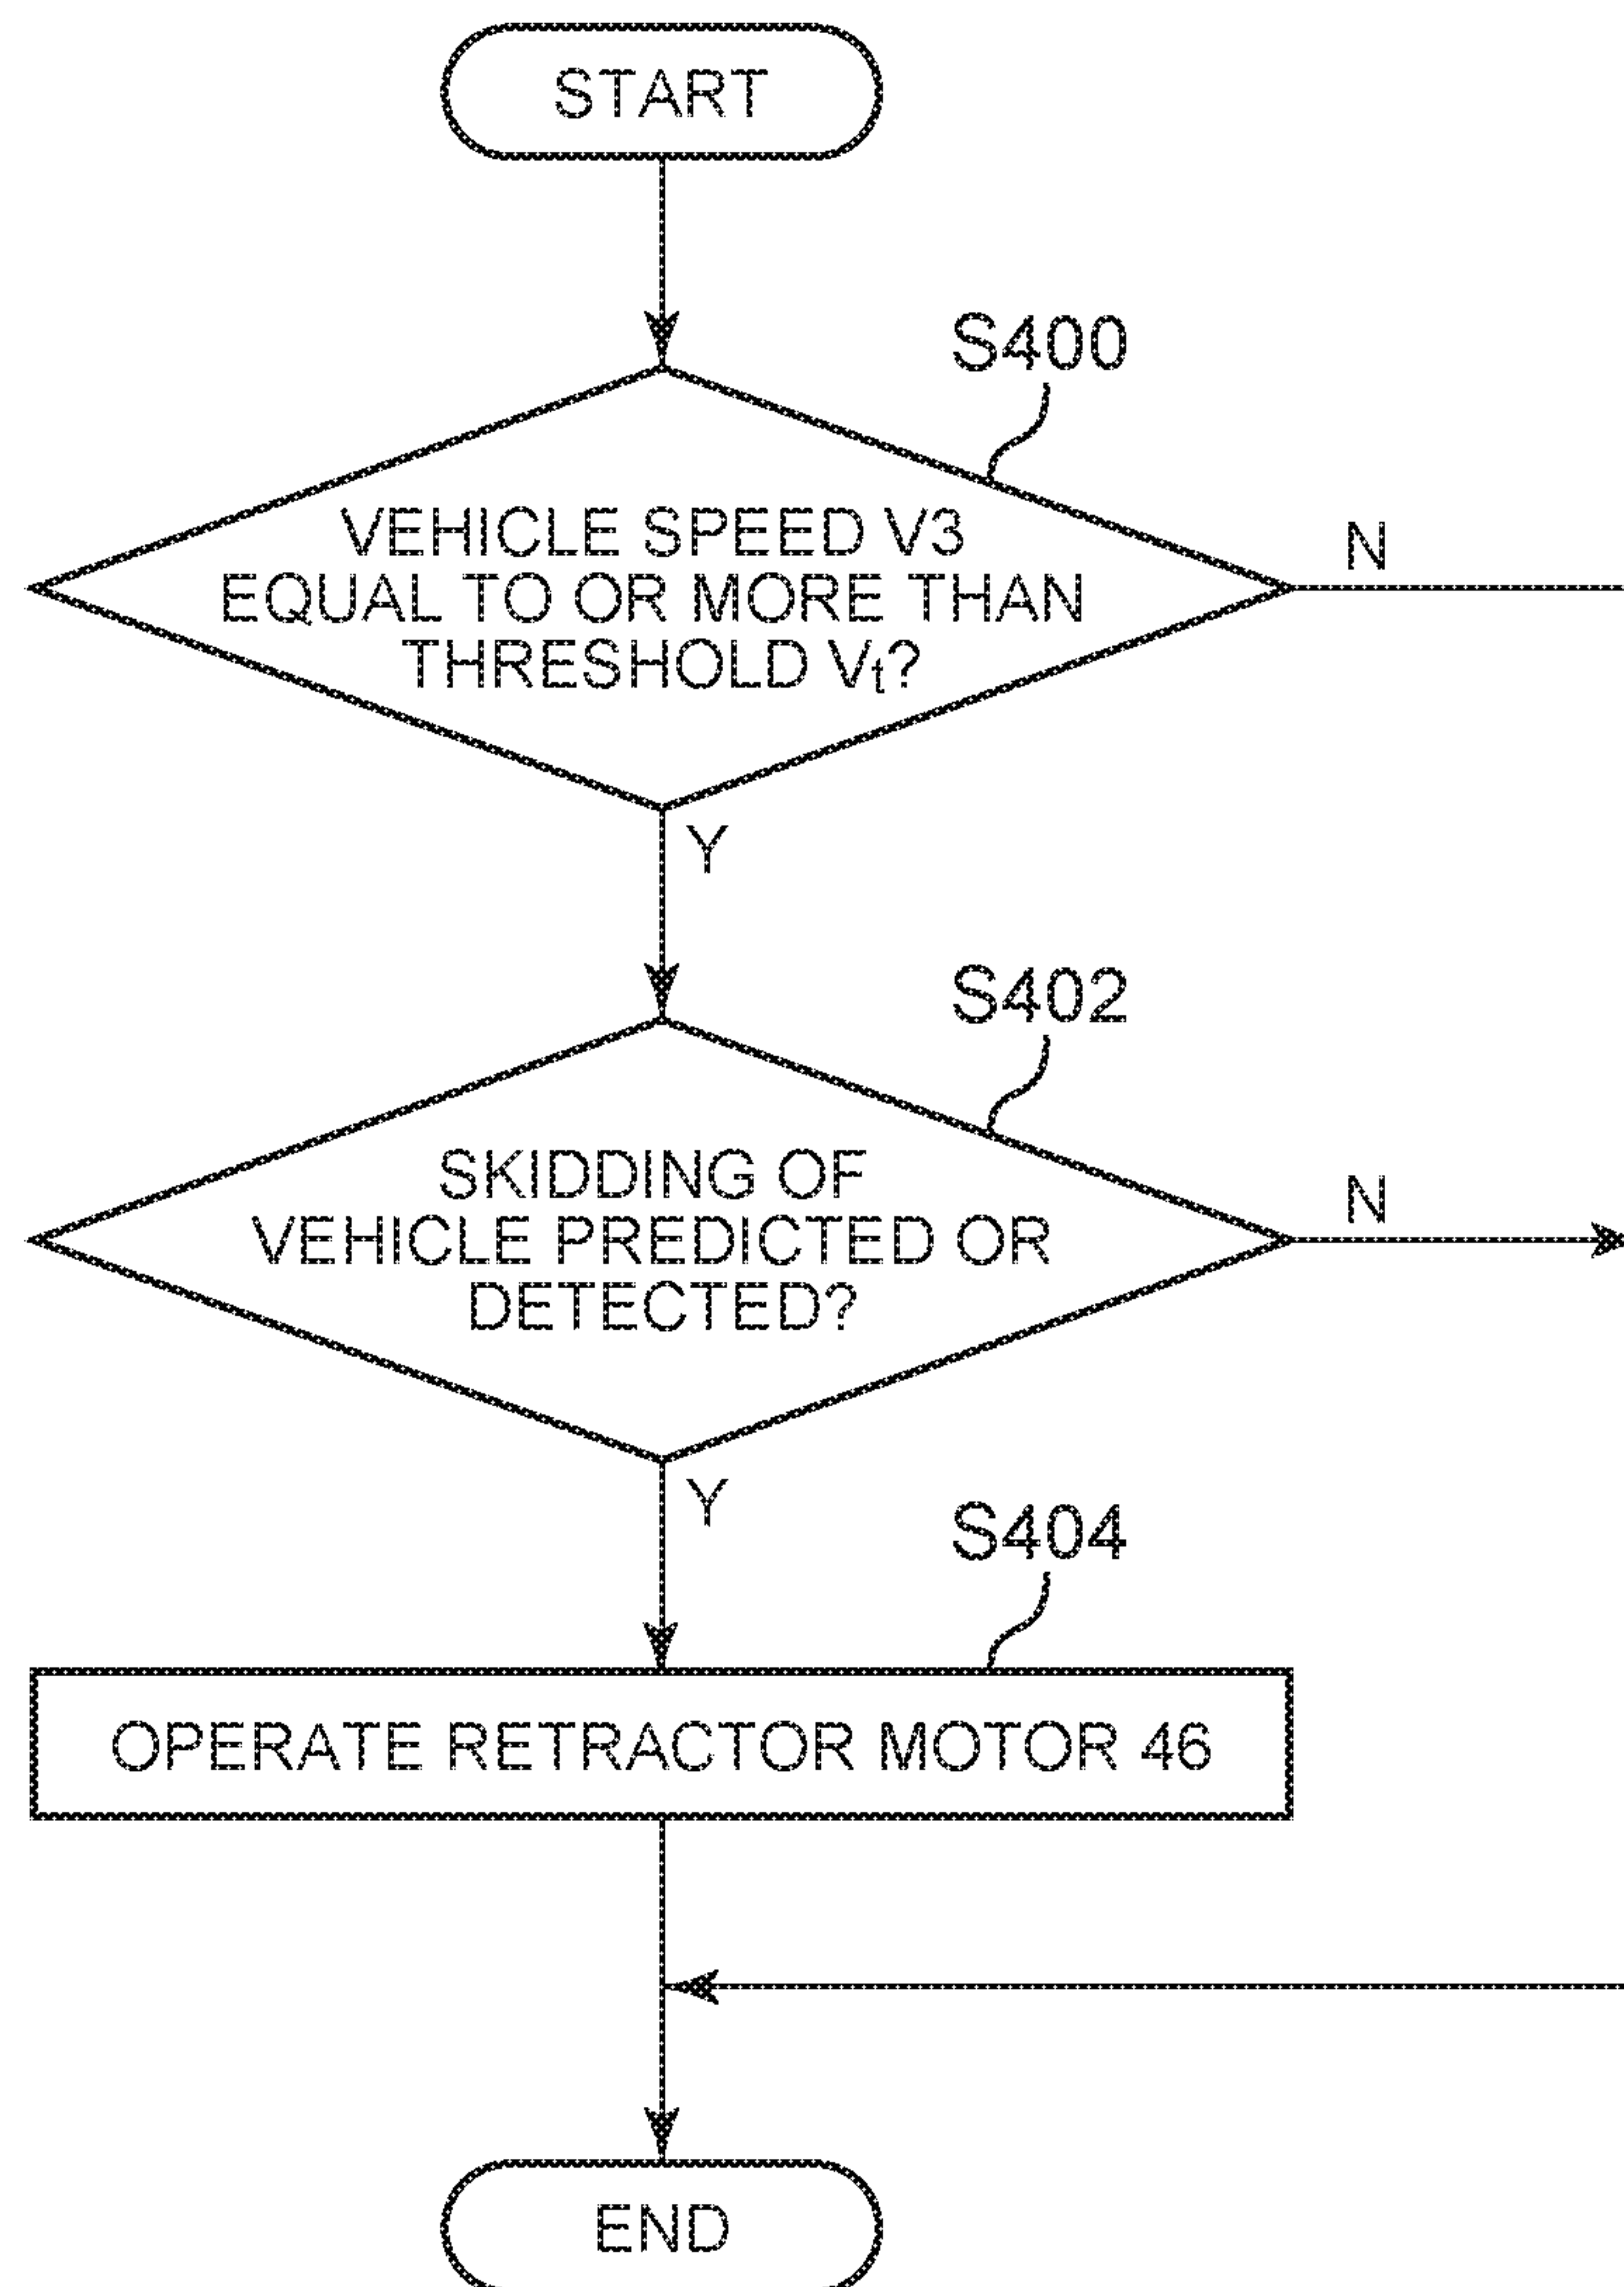 START
S400
VEHICLE SPEED V3
EQUAL TO OR MORE THAN
THRESHOLD Vt?
N
Y
S402
SKIDDING OF
VEHICLE PREDICTED OR
DETECTED?
N
Y
S404
OPERATE RETRACTOR MOTOR 46
END